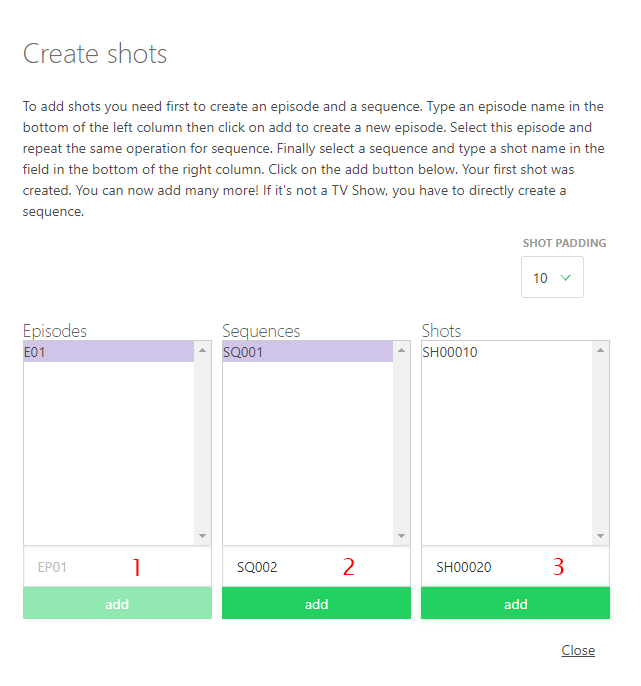 Create shots
To add shots you need first to create an episode and a sequence. Type an episode name in the
bottom of the left column then click on add to create a new episode. Select this episode and
repeat the same operation for sequence. Finally select a sequence and type a shot name in the
field in the bottom of the right column. Click on the add button below. Your first shot was
created. You can now add many more! If it's not a TV Show, you have to directly create a
sequence.
SHOT PADDING
10
Episodes Sequences Shots
E01 SQ001 SH00010
EP01 1 SQ002 2 SH00020 3
add add add
Close